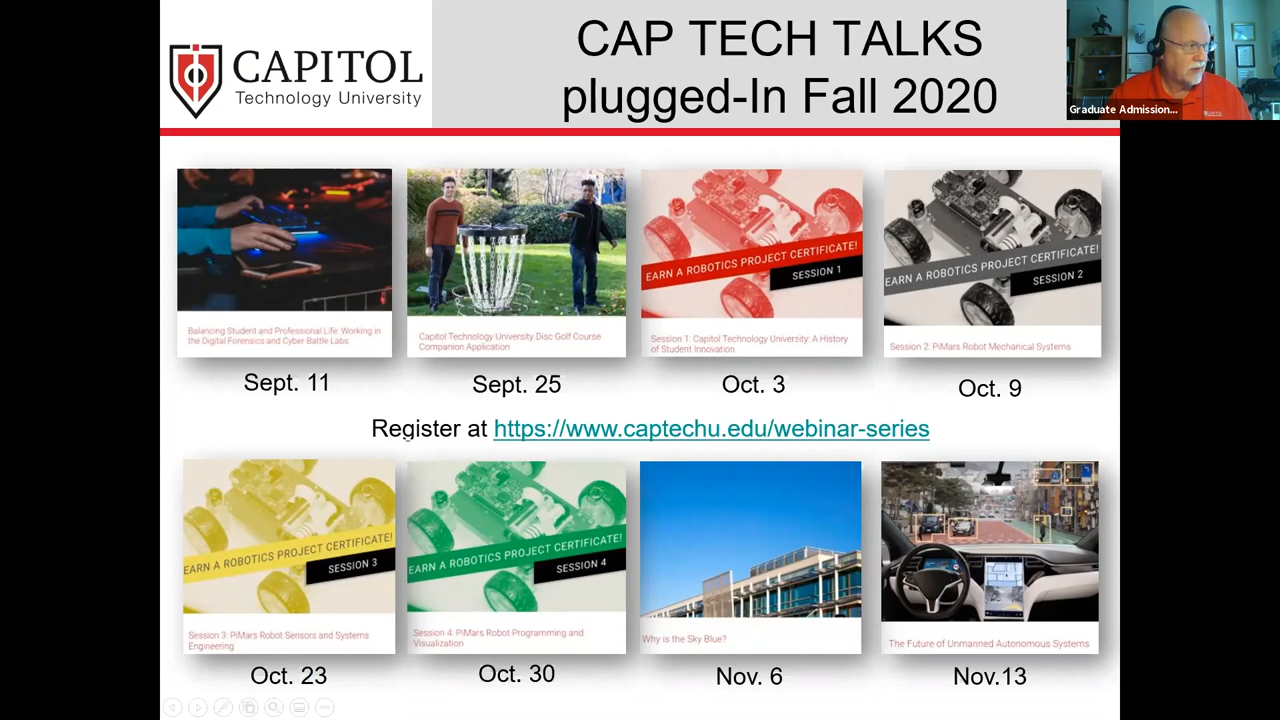 CAPITOL
Technology University
CAP TECH TALKS
plugged-In Fall 2020
Graduate Admission...
EARN A ROBOTICS PROJECT CERTIFICATE!
SESSION 1
EARN A ROBOTICS PROJECT CERTIFICATE!
SESSION 2
Balancing Student and Professional Life: Working in
the Digital Forensics and Cyber Battle Labs
Capitol Technology University Disc Golf Course
Companion Application
Session 1: Capitol Technology University: A History
of Student Innovation
Session 2: PiMars Robot Mechanical Systems
Sept. 11
Sept. 25
Oct. 3
Oct. 9
Register at https://www.captechu.edu/webinar-series
EARN A ROBOTICS PROJECT CERTIFICATE!
SESSION 3
EARN A ROBOTICS PROJECT CERTIFICATE!
SESSION 4
Session 3: PiMars Robot Sensors and Systems
Engineering
Session 4: PiMars Robot Programming and
Visualization
Why is the Sky Blue?
The Future of Unmanned Autonomous Systems
Oct. 23
Oct. 30
Nov. 6
Nov.13